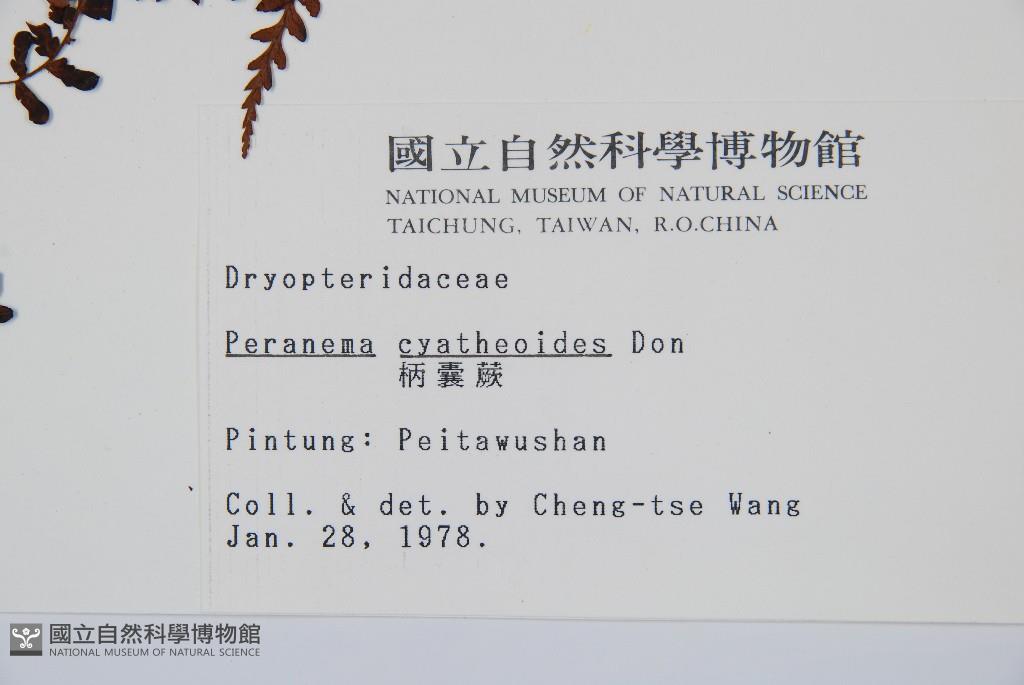 國立自然科學博物館
NATIONAL MUSEUM OF NATURAL SCIENCE
TAICHUNG, TAIWAN, R.O.CHINA
Dryopteridaceae
Peranema cyatheoides Don
柄囊蕨
Pintung: Peitawushan
Coll. & det. by Cheng-tse Wang
Jan. 28, 1978.
國立自然科學博物館
NATIONAL MUSEUM OF NATURAL SCIENCE